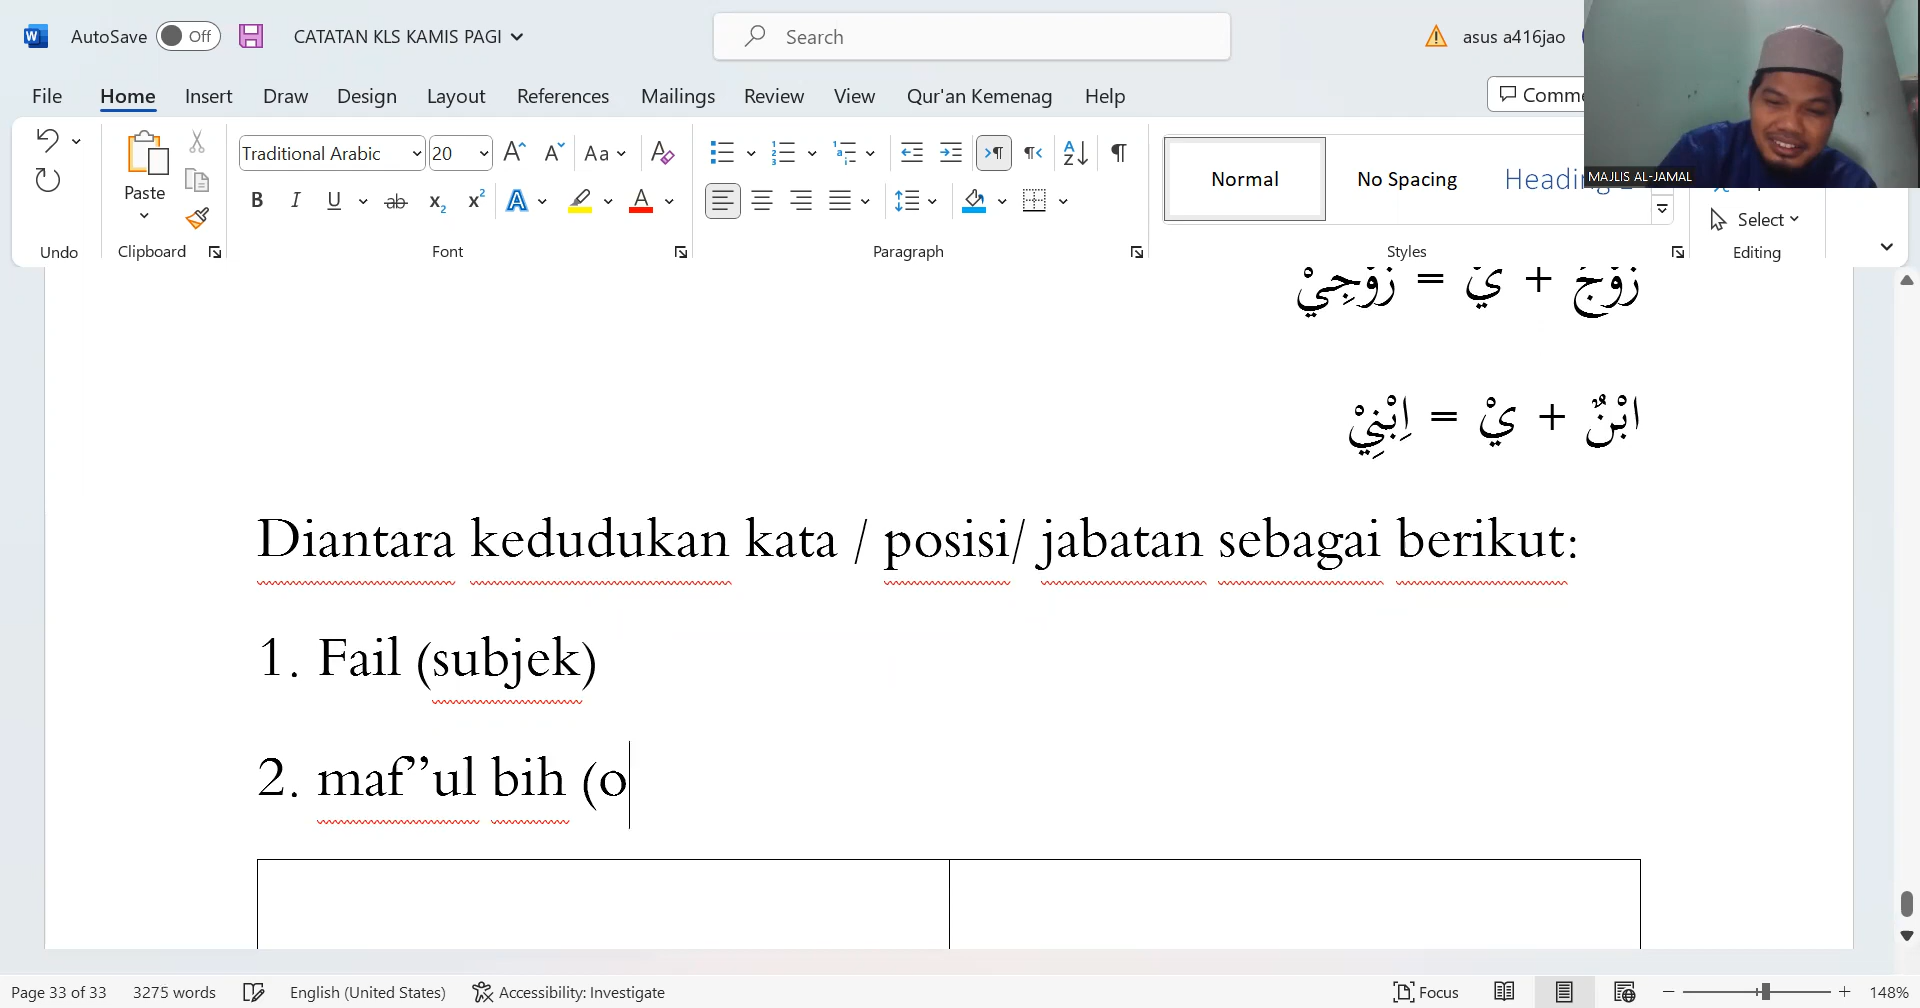 AutoSave Off CATATAN KLS KAMIS PAGI Search asus a416jao
File Home Insert Draw Design Layout References Mailings Review View Qur'an Kemenag Help
MAJLIS AL-JAMAL
Traditional Arabic 20
Paste
Normal No Spacing
Select
Undo Clipboard Font Paragraph Styles Editing
زَوْجَ + يَ = زَوْجِيْ
ابْنٌ + يْ = اِبْنِيْ
Diantara kedudukan kata / posisi/ jabatan sebagai berikut:
1. Fail (subjek)
2. maf”ul bih (o
Page 33 of 33 3275 words English (United States) Accessibility: Investigate Focus 148%